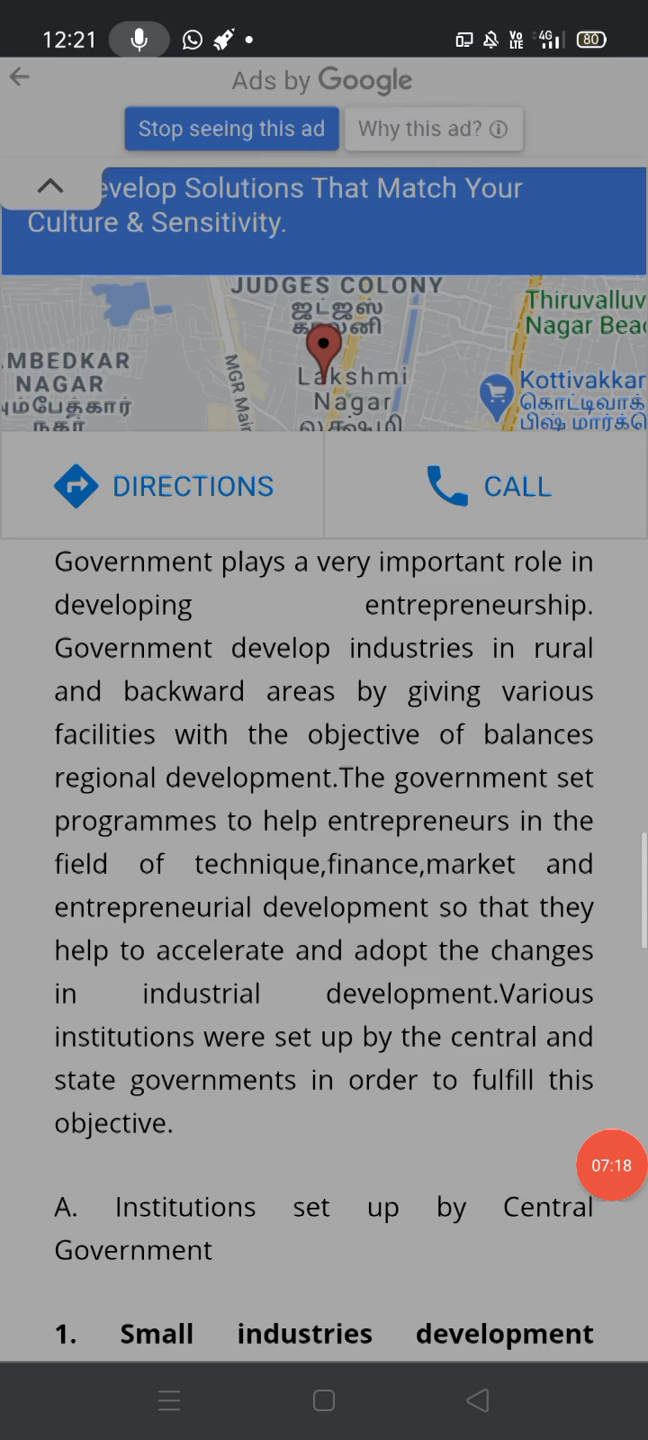 12:21
Vo LTE 4G 80
Ads by Google
Stop seeing this ad Why this ad?
evelop Solutions That Match Your
Culture & Sensitivity.
JUDGES COLONY
ஜட்ஜஸ்
Thiruvalluv
Nagar Bea
MBEDKAR
NAGAR
MGR Main
Lakshmi
Nagar
Kottivakkar
DIRECTIONS CALL
Government plays a very important role in
developing entrepreneurship.
Government develop industries in rural
and backward areas by giving various
facilities with the objective of balances
regional development.The government set
programmes to help entrepreneurs in the
field of technique,finance,market and
entrepreneurial development so that they
help to accelerate and adopt the changes
in industrial development.Various
institutions were set up by the central and
state governments in order to fulfill this
objective.
07:18
A. Institutions set up by Central
Government
1. Small industries development